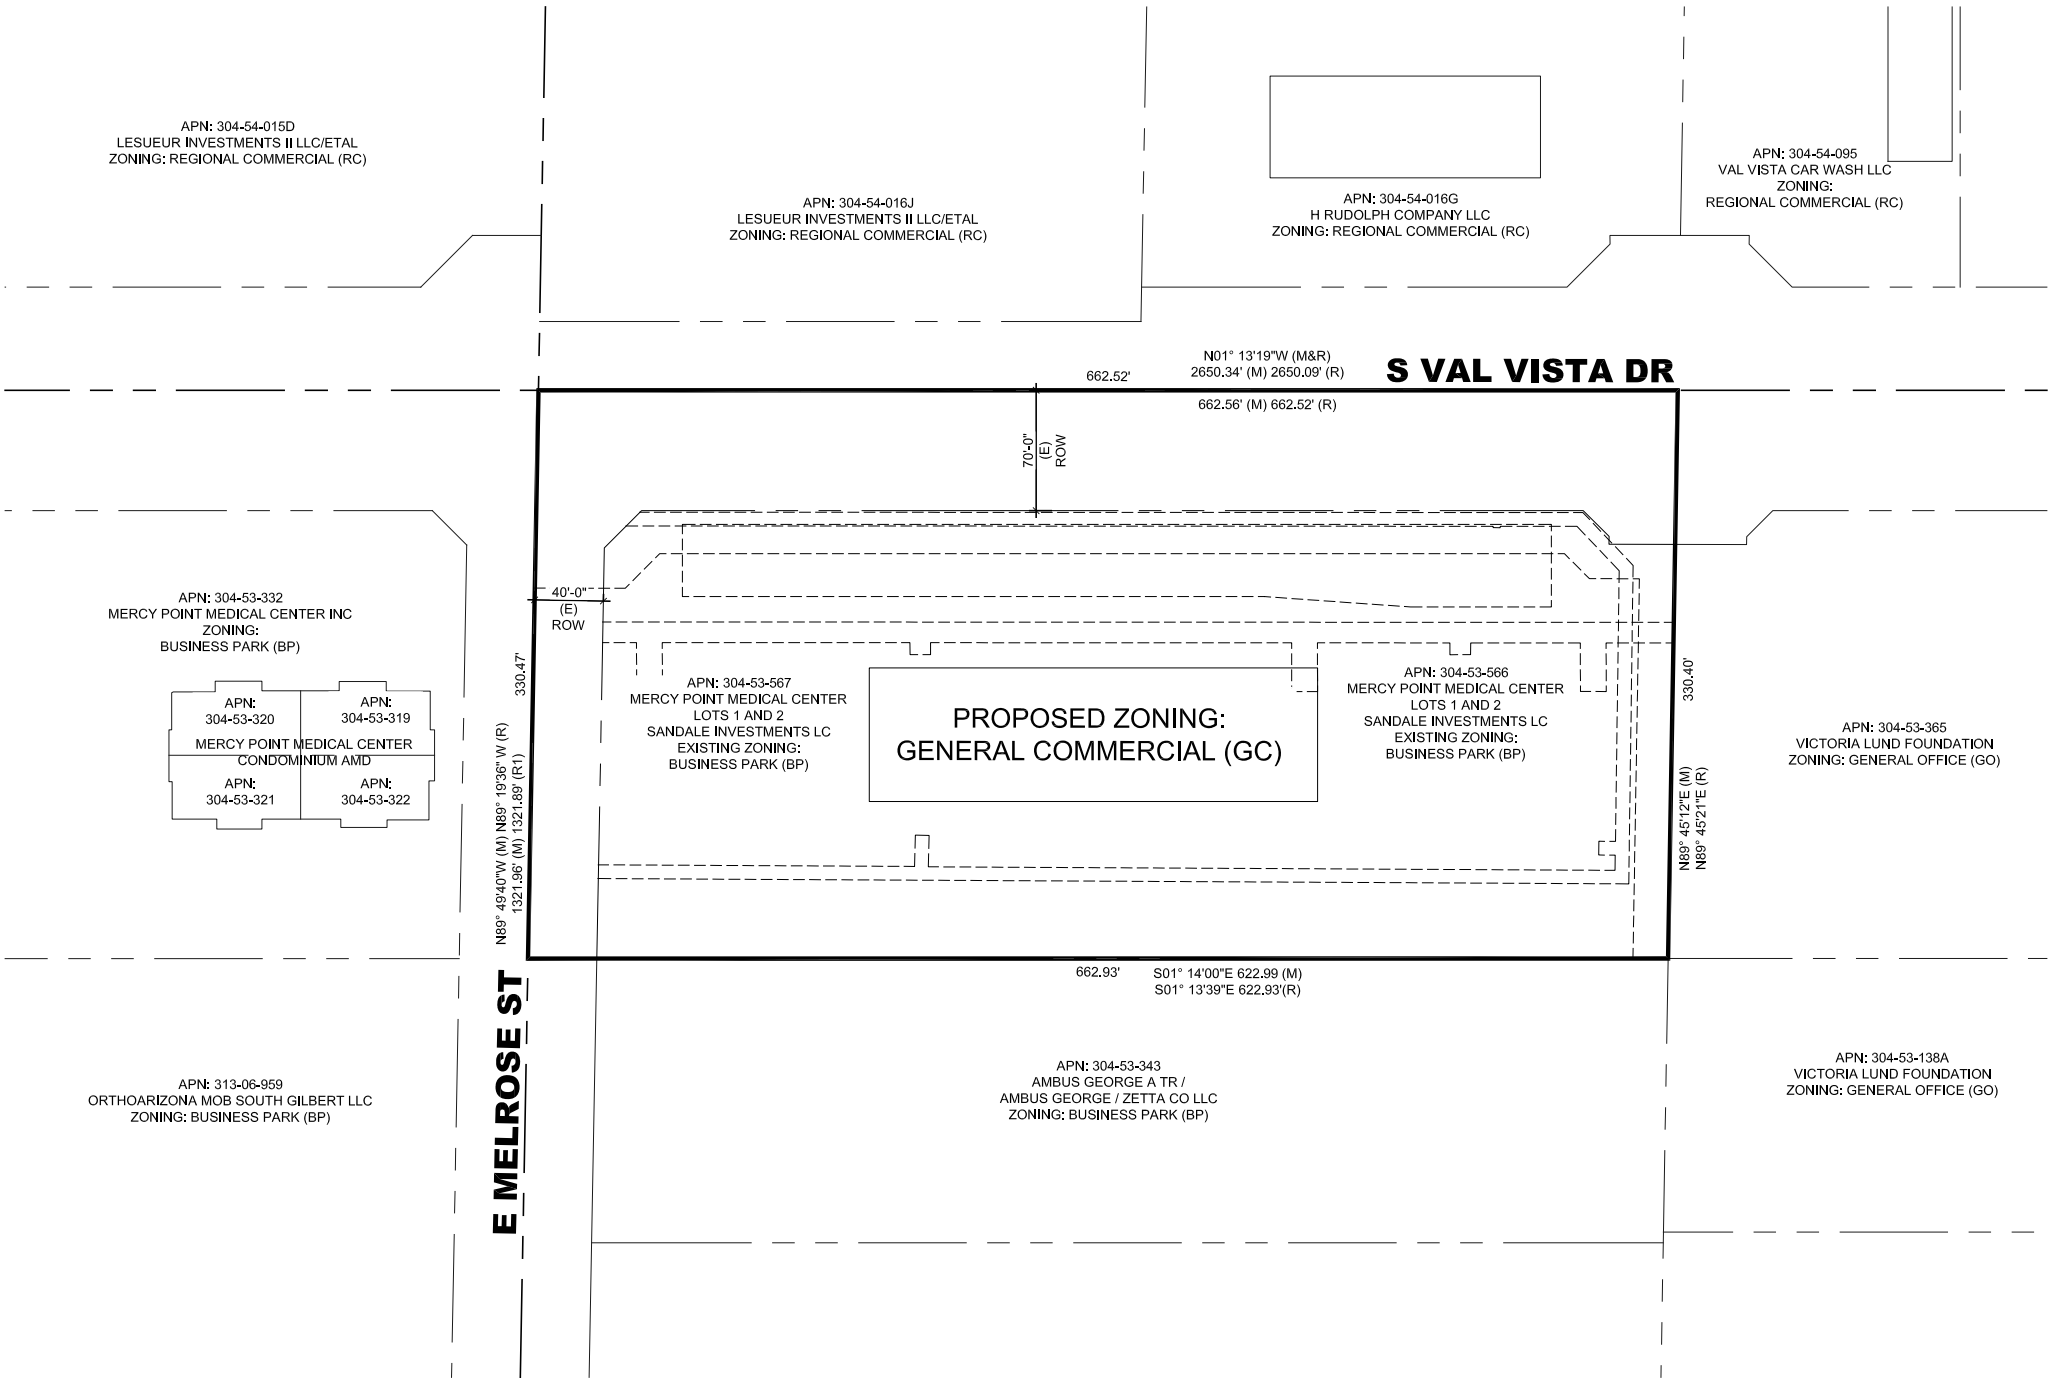 APN: 304-54-015D
LESUEUR INVESTMENTS II LLC/ETAL
ZONING: REGIONAL COMMERCIAL (RC)
APN: 304-54-016J
LESUEUR INVESTMENTS II LLC/ETAL
ZONING: REGIONAL COMMERCIAL (RC)
APN: 304-54-016G
H RUDOLPH COMPANY LLC
ZONING: REGIONAL COMMERCIAL (RC)
APN: 304-54-095
VAL VISTA CAR WASH LLC
ZONING:
REGIONAL COMMERCIAL (RC)
662.52'
N01° 13'19"W (M&R)
2650.34' (M) 2650.09' (R)
S VAL VISTA DR
662.56' (M) 662.52' (R)
70'-0"
(E)
ROW
40'-0"
(E)
ROW
APN: 304-53-332
MERCY POINT MEDICAL CENTER INC
ZONING:
BUSINESS PARK (BP)
APN:
304-53-320
APN:
304-53-319
MERCY POINT MEDICAL CENTER
CONDOMINIUM AMD
APN:
304-53-321
APN:
304-53-322
330.47'
N89° 49'40"W (M) N89° 19'36" W (R)
1321.96' (M) 1321.89' (R1)
APN: 304-53-567
MERCY POINT MEDICAL CENTER
LOTS 1 AND 2
SANDALE INVESTMENTS LC
EXISTING ZONING:
BUSINESS PARK (BP)
PROPOSED ZONING:
GENERAL COMMERCIAL (GC)
APN: 304-53-566
MERCY POINT MEDICAL CENTER
LOTS 1 AND 2
SANDALE INVESTMENTS LC
EXISTING ZONING:
BUSINESS PARK (BP)
330.40'
N89° 45'12"E (M)
N89° 45'21"E (R)
APN: 304-53-365
VICTORIA LUND FOUNDATION
ZONING: GENERAL OFFICE (GO)
662.93'
S01° 14'00"E 622.99 (M)
S01° 13'39"E 622.93'(R)
E MELROSE ST
APN: 313-06-959
ORTHOARIZONA MOB SOUTH GILBERT LLC
ZONING: BUSINESS PARK (BP)
APN: 304-53-343
AMBUS GEORGE A TR /
AMBUS GEORGE / ZETTA CO LLC
ZONING: BUSINESS PARK (BP)
APN: 304-53-138A
VICTORIA LUND FOUNDATION
ZONING: GENERAL OFFICE (GO)